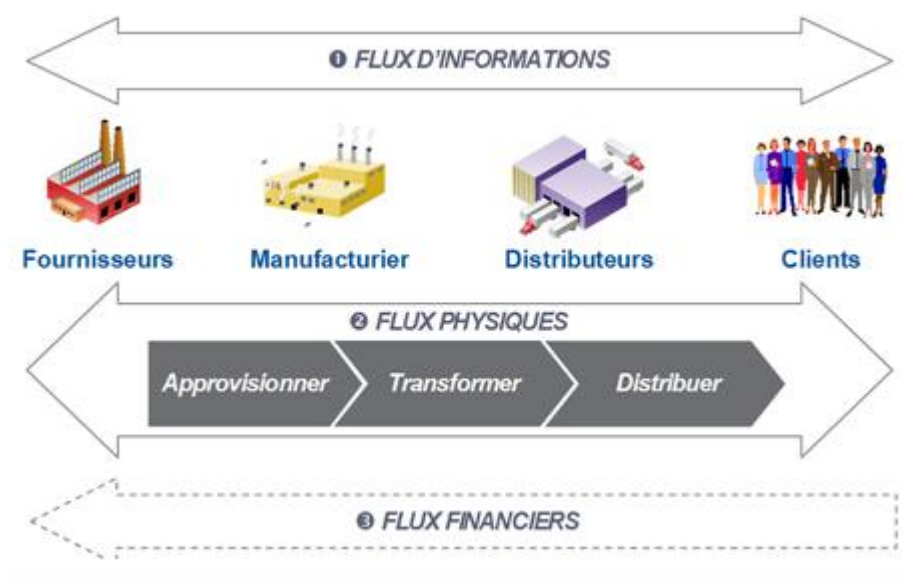 ❶ FLUX D'INFORMATIONS
Fournisseurs Manufacturier Distributeurs Clients
❷ FLUX PHYSIQUES
Approvisionner Transformer Distribuer
❸ FLUX FINANCIERS